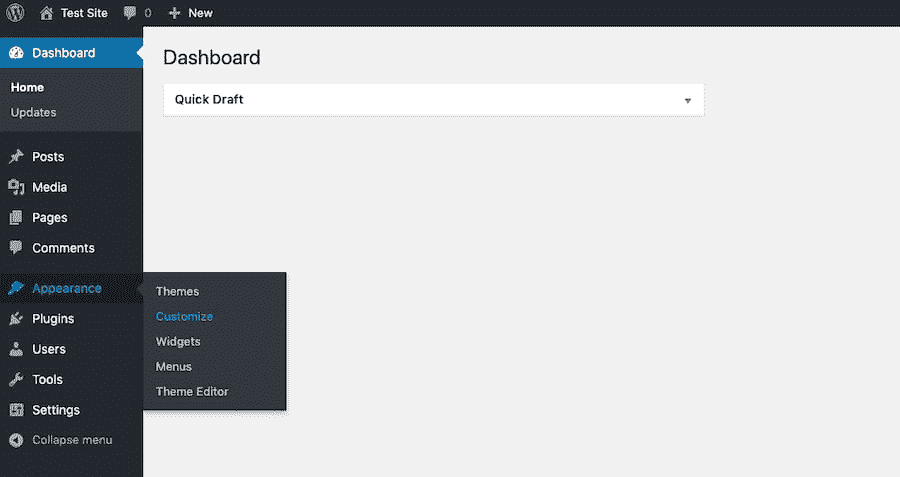 Test Site 0 New
Dashboard
Home
Updates
Posts
Media
Pages
Comments
Appearance
Plugins
Users
Tools
Settings
Collapse menu
Themes
Customize
Widgets
Menus
Theme Editor
Dashboard
Quick Draft